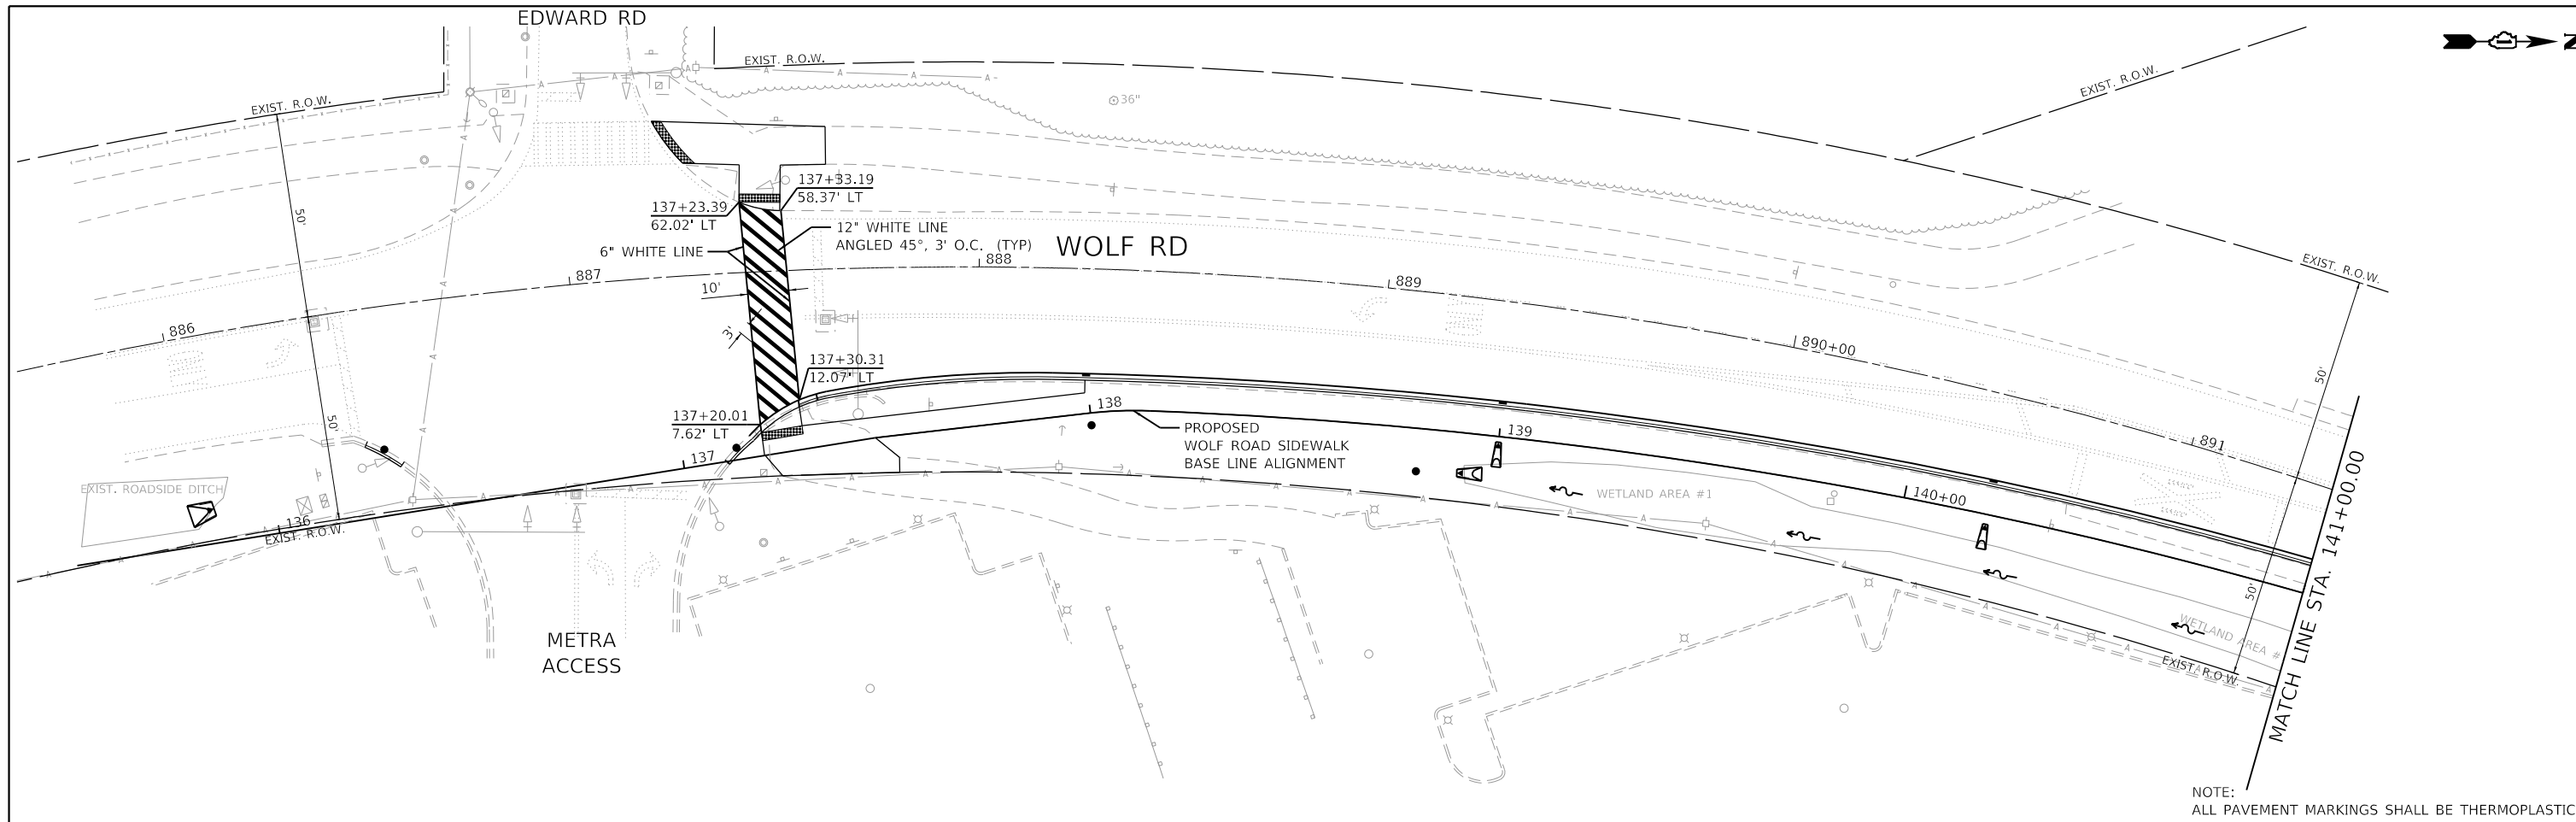 EDWARD RD
EXIST. R.O.W.
EXIST. R.O.W.
EXIST. R.O.W.
N
36"
50'
137+33.19
58.37' LT
137+23.39
62.02' LT
12" WHITE LINE
ANGLED 45°, 3' O.C. (TYP)
6" WHITE LINE
WOLF RD
EXIST. R.O.W.
886
887
888
889
890+00
891
10'
3'
50'
50'
137+30.31
12.07' LT
137+20.01
7.62' LT
136
137
138
139
140+00
PROPOSED
WOLF ROAD SIDEWALK
BASE LINE ALIGNMENT
EXIST. ROADSIDE DITCH
EXIST. R.O.W.
WETLAND AREA #1
WETLAND AREA #
50'
EXIST. R.O.W.
METRA
ACCESS
MATCH LINE STA. 141+00.00
NOTE:
ALL PAVEMENT MARKINGS SHALL BE THERMOPLASTIC